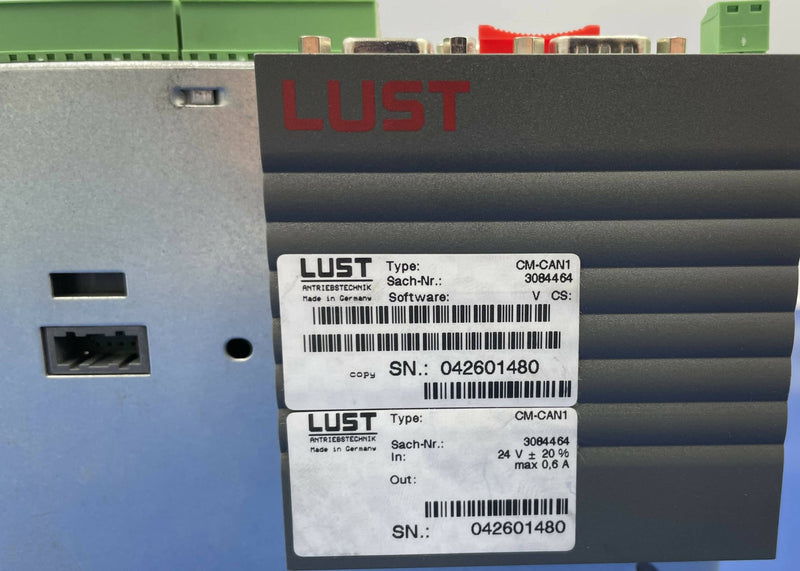 LUST
LUST Type: CM-CAN1
ANTRIEBSTECHNIK Sach-Nr.: 3084464
Made in Germany Software: V CS:
copy SN.: 042601480
LUST Type: CM-CAN1
ANTRIEBSTECHNIK
Made in Germany Sach-Nr.: 3084464
In: 24 V ± 20 %
max 0,6 A
Out:
SN.: 042601480